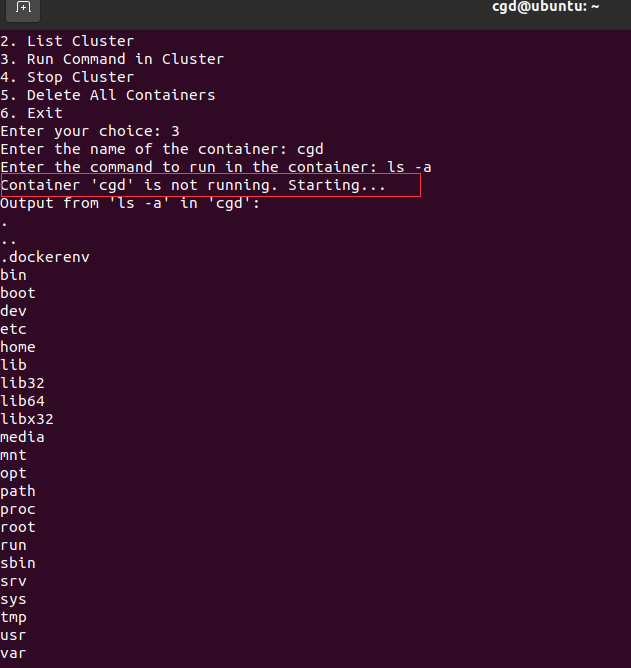 cgd@ubuntu: ~
2. List Cluster
3. Run Command in Cluster
4. Stop Cluster
5. Delete All Containers
6. Exit
Enter your choice: 3
Enter the name of the container: cgd
Enter the command to run in the container: ls -a
Container 'cgd' is not running. Starting...
Output from 'ls -a' in 'cgd':
.
..
.dockerenv
bin
boot
dev
etc
home
lib
lib32
lib64
libx32
media
mnt
opt
path
proc
root
run
sbin
srv
sys
tmp
usr
var